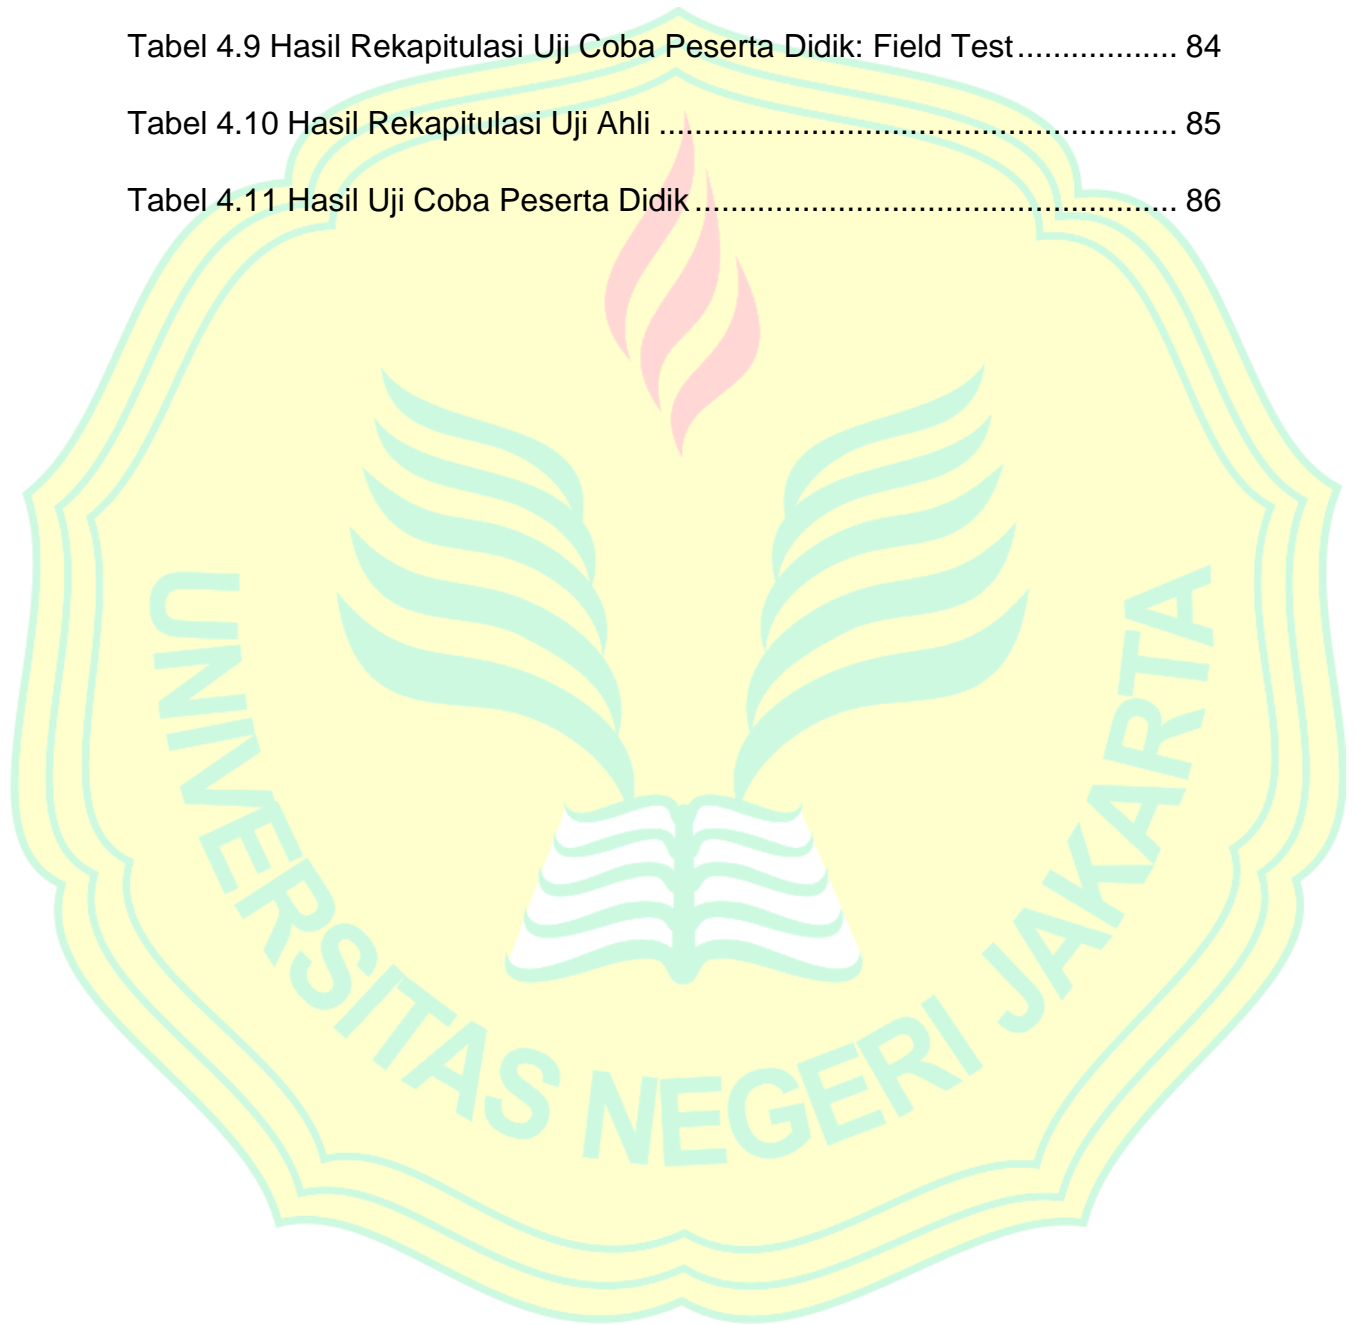 Tabel 4.9 Hasil Rekapitulasi Uji Coba Peserta Didik: Field Test.................. 84
Tabel 4.10 Hasil Rekapitulasi Uji Ahli .......................................................... 85
Tabel 4.11 Hasil Uji Coba Peserta Didik ...................................................... 86
UNIVERSITAS NEGERI JAKARTA